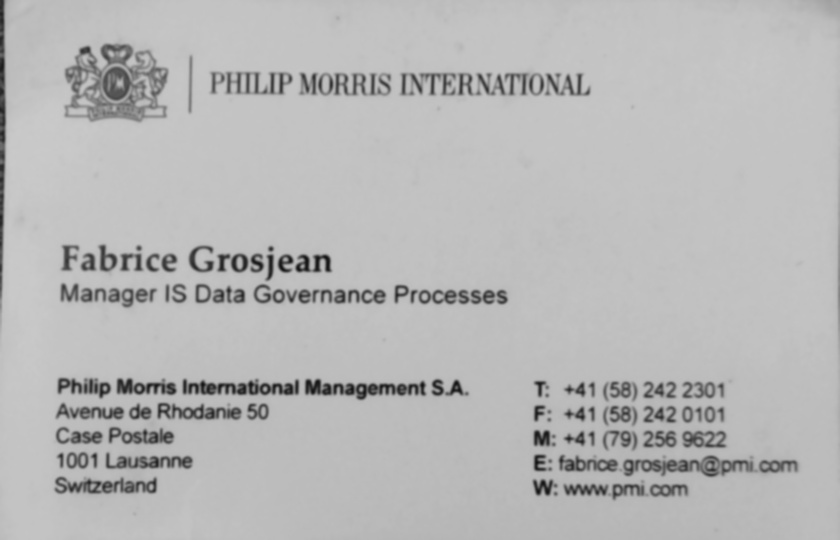 PHILIP MORRIS INTERNATIONAL
Fabrice Grosjean
Manager IS Data Governance Processes
Philip Morris International Management S.A.
Avenue de Rhodanie 50
Case Postale
1001 Lausanne
Switzerland
T: +41 (58) 242 2301
F: +41 (58) 242 0101
M: +41 (79) 256 9622
E: fabrice.grosjean@pmi.com
W: www.pmi.com